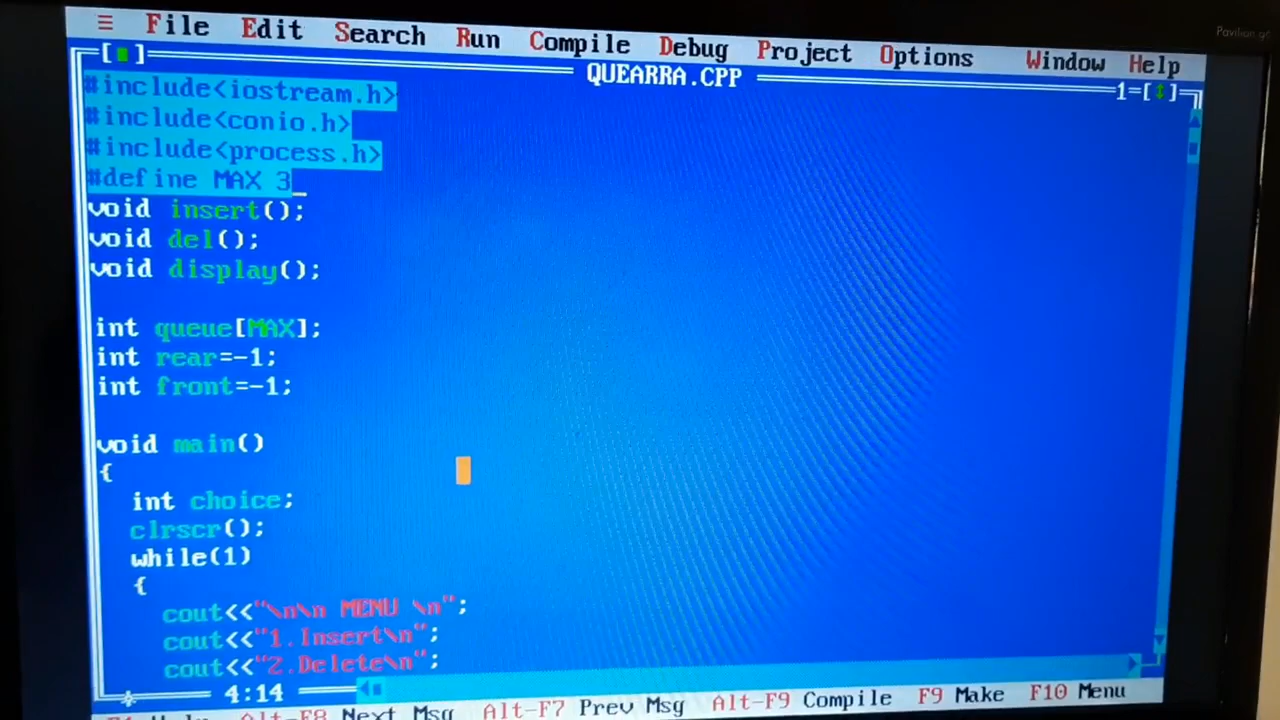 Pavilion
≡ File Edit Search Run Compile Debug Project Options Window Help
[■] QUEARRA.CPP 1=[↕]
#include<iostream.h>
#include<conio.h>
#include<process.h>
#define MAX 3
void insert();
void del();
void display();
int queue[MAX];
int rear=-1;
int front=-1;
void main()
{
int choice;
clrscr();
while(1)
{
cout<<"\n\n MENU \n";
cout<<"1.Insert\n";
cout<<"2.Delete\n";
4:14
F1 Help Alt-F8 Next Msg Alt-F7 Prev Msg Alt-F9 Compile F9 Make F10 Menu